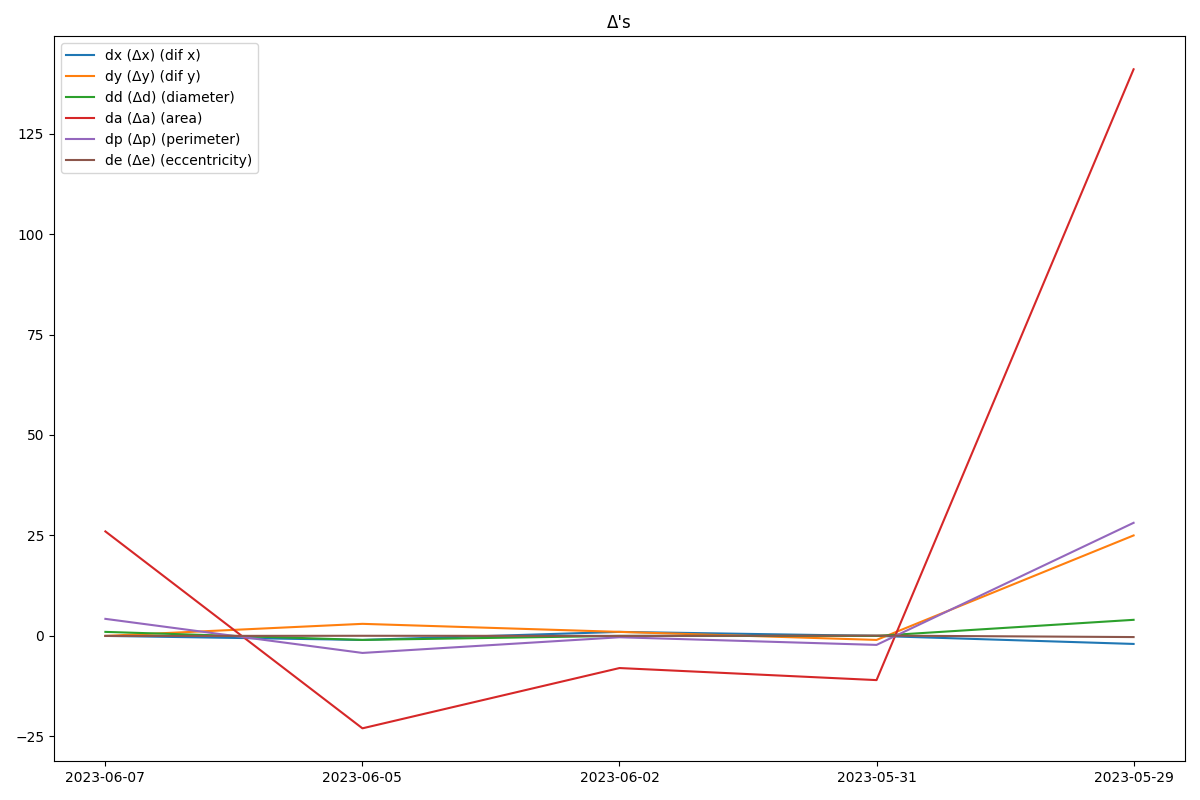 Δ's
dx (Δx) (dif x)
dy (Δy) (dif y)
dd (Δd) (diameter)
da (Δa) (area)
dp (Δp) (perimeter)
de (Δe) (eccentricity)
125
100
75
50
25
0
−25
2023-06-07 2023-06-05 2023-06-02 2023-05-31 2023-05-29